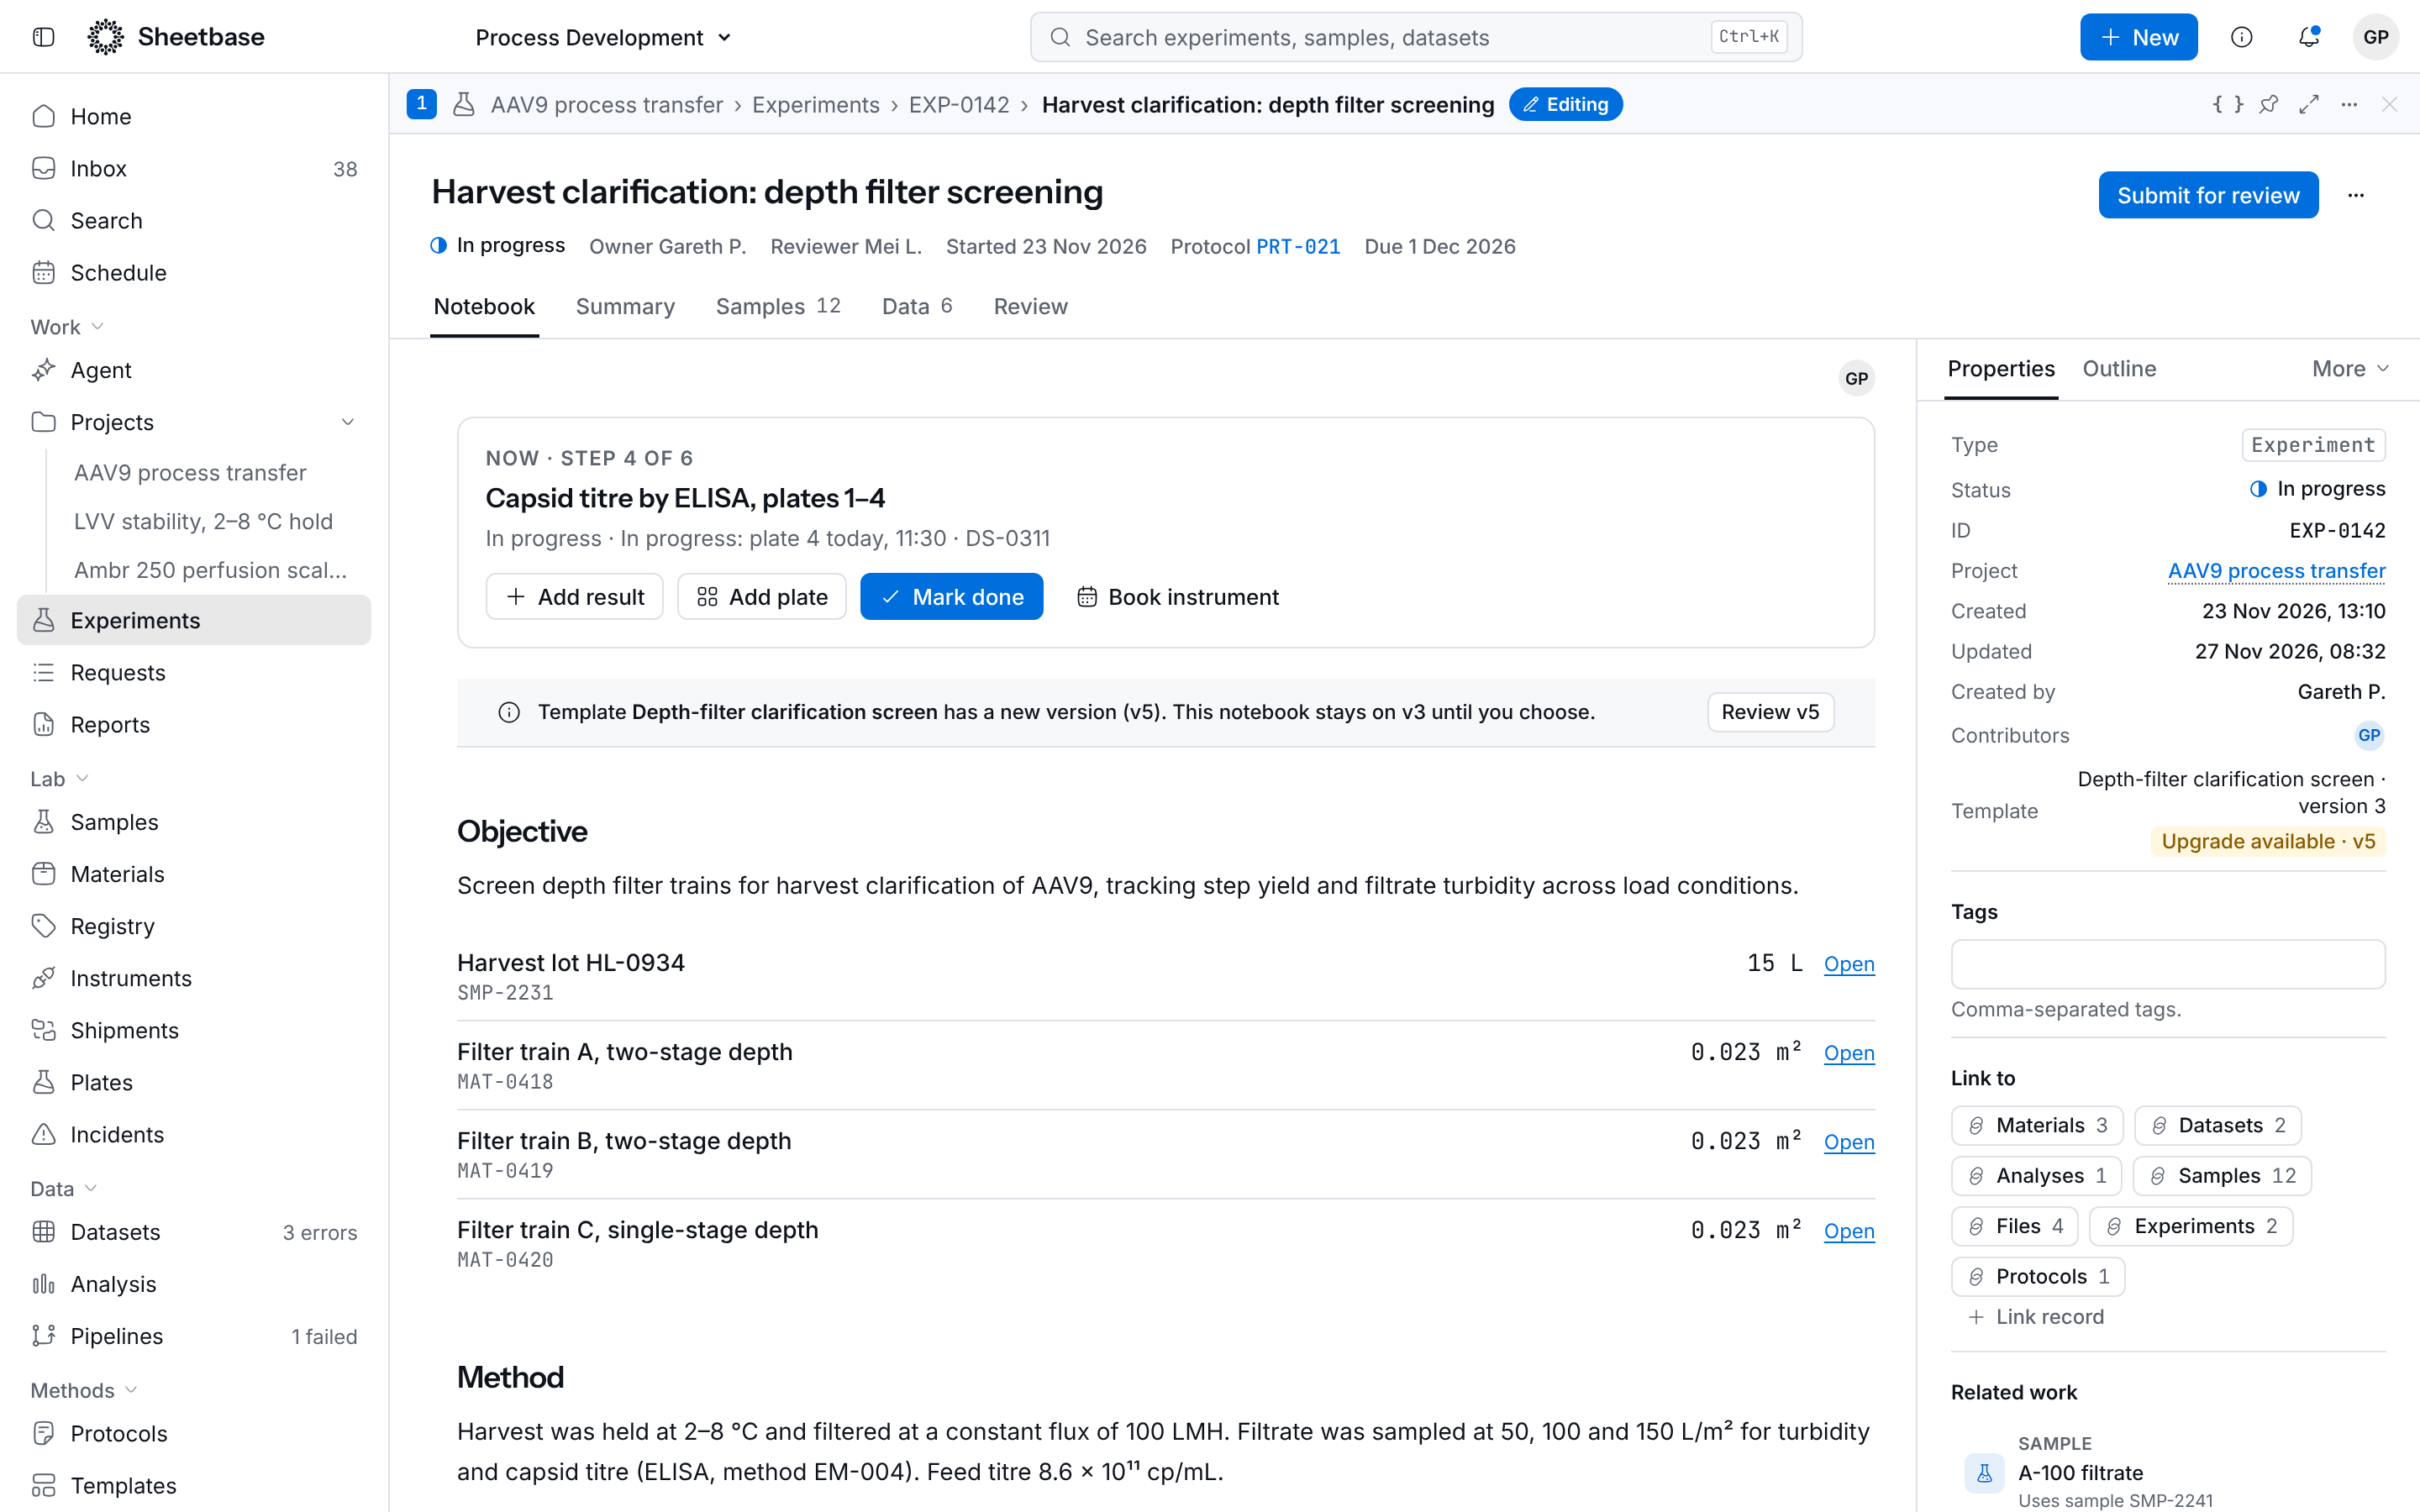 Sheetbase
Process Development
Search experiments, samples, datasets
Ctrl+K
New
GP
Home
Inbox 38
Search
Schedule
Work
Agent
Projects
AAV9 process transfer
LVV stability, 2–8 °C hold
Ambr 250 perfusion scal...
Experiments
Requests
Reports
Lab
Samples
Materials
Registry
Instruments
Shipments
Plates
Incidents
Data
Datasets 3 errors
Analysis
Pipelines 1 failed
Methods
Protocols
Templates
1 AAV9 process transfer › Experiments › EXP-0142 › Harvest clarification: depth filter screening Editing
Harvest clarification: depth filter screening
Submit for review
In progress Owner Gareth P. Reviewer Mei L. Started 23 Nov 2026 Protocol PRT-021 Due 1 Dec 2026
Notebook Summary Samples 12 Data 6 Review
GP
NOW · STEP 4 OF 6
Capsid titre by ELISA, plates 1–4
In progress · In progress: plate 4 today, 11:30 · DS-0311
Add result Add plate Mark done Book instrument
Template Depth-filter clarification screen has a new version (v5). This notebook stays on v3 until you choose. Review v5
Objective
Screen depth filter trains for harvest clarification of AAV9, tracking step yield and filtrate turbidity across load conditions.
Harvest lot HL-0934 15 L Open
SMP-2231
Filter train A, two-stage depth 0.023 m² Open
MAT-0418
Filter train B, two-stage depth 0.023 m² Open
MAT-0419
Filter train C, single-stage depth 0.023 m² Open
MAT-0420
Method
Harvest was held at 2–8 °C and filtered at a constant flux of 100 LMH. Filtrate was sampled at 50, 100 and 150 L/m² for turbidity
and capsid titre (ELISA, method EM-004). Feed titre 8.6 × 10¹¹ cp/mL.
Properties Outline More
Type Experiment
Status In progress
ID EXP-0142
Project AAV9 process transfer
Created 23 Nov 2026, 13:10
Updated 27 Nov 2026, 08:32
Created by Gareth P.
Contributors GP
Template Depth-filter clarification screen ·
version 3
Upgrade available · v5
Tags
Comma-separated tags.
Link to
Materials 3 Datasets 2
Analyses 1 Samples 12
Files 4 Experiments 2
Protocols 1
Link record
Related work
SAMPLE
A-100 filtrate
Uses sample SMP-2241